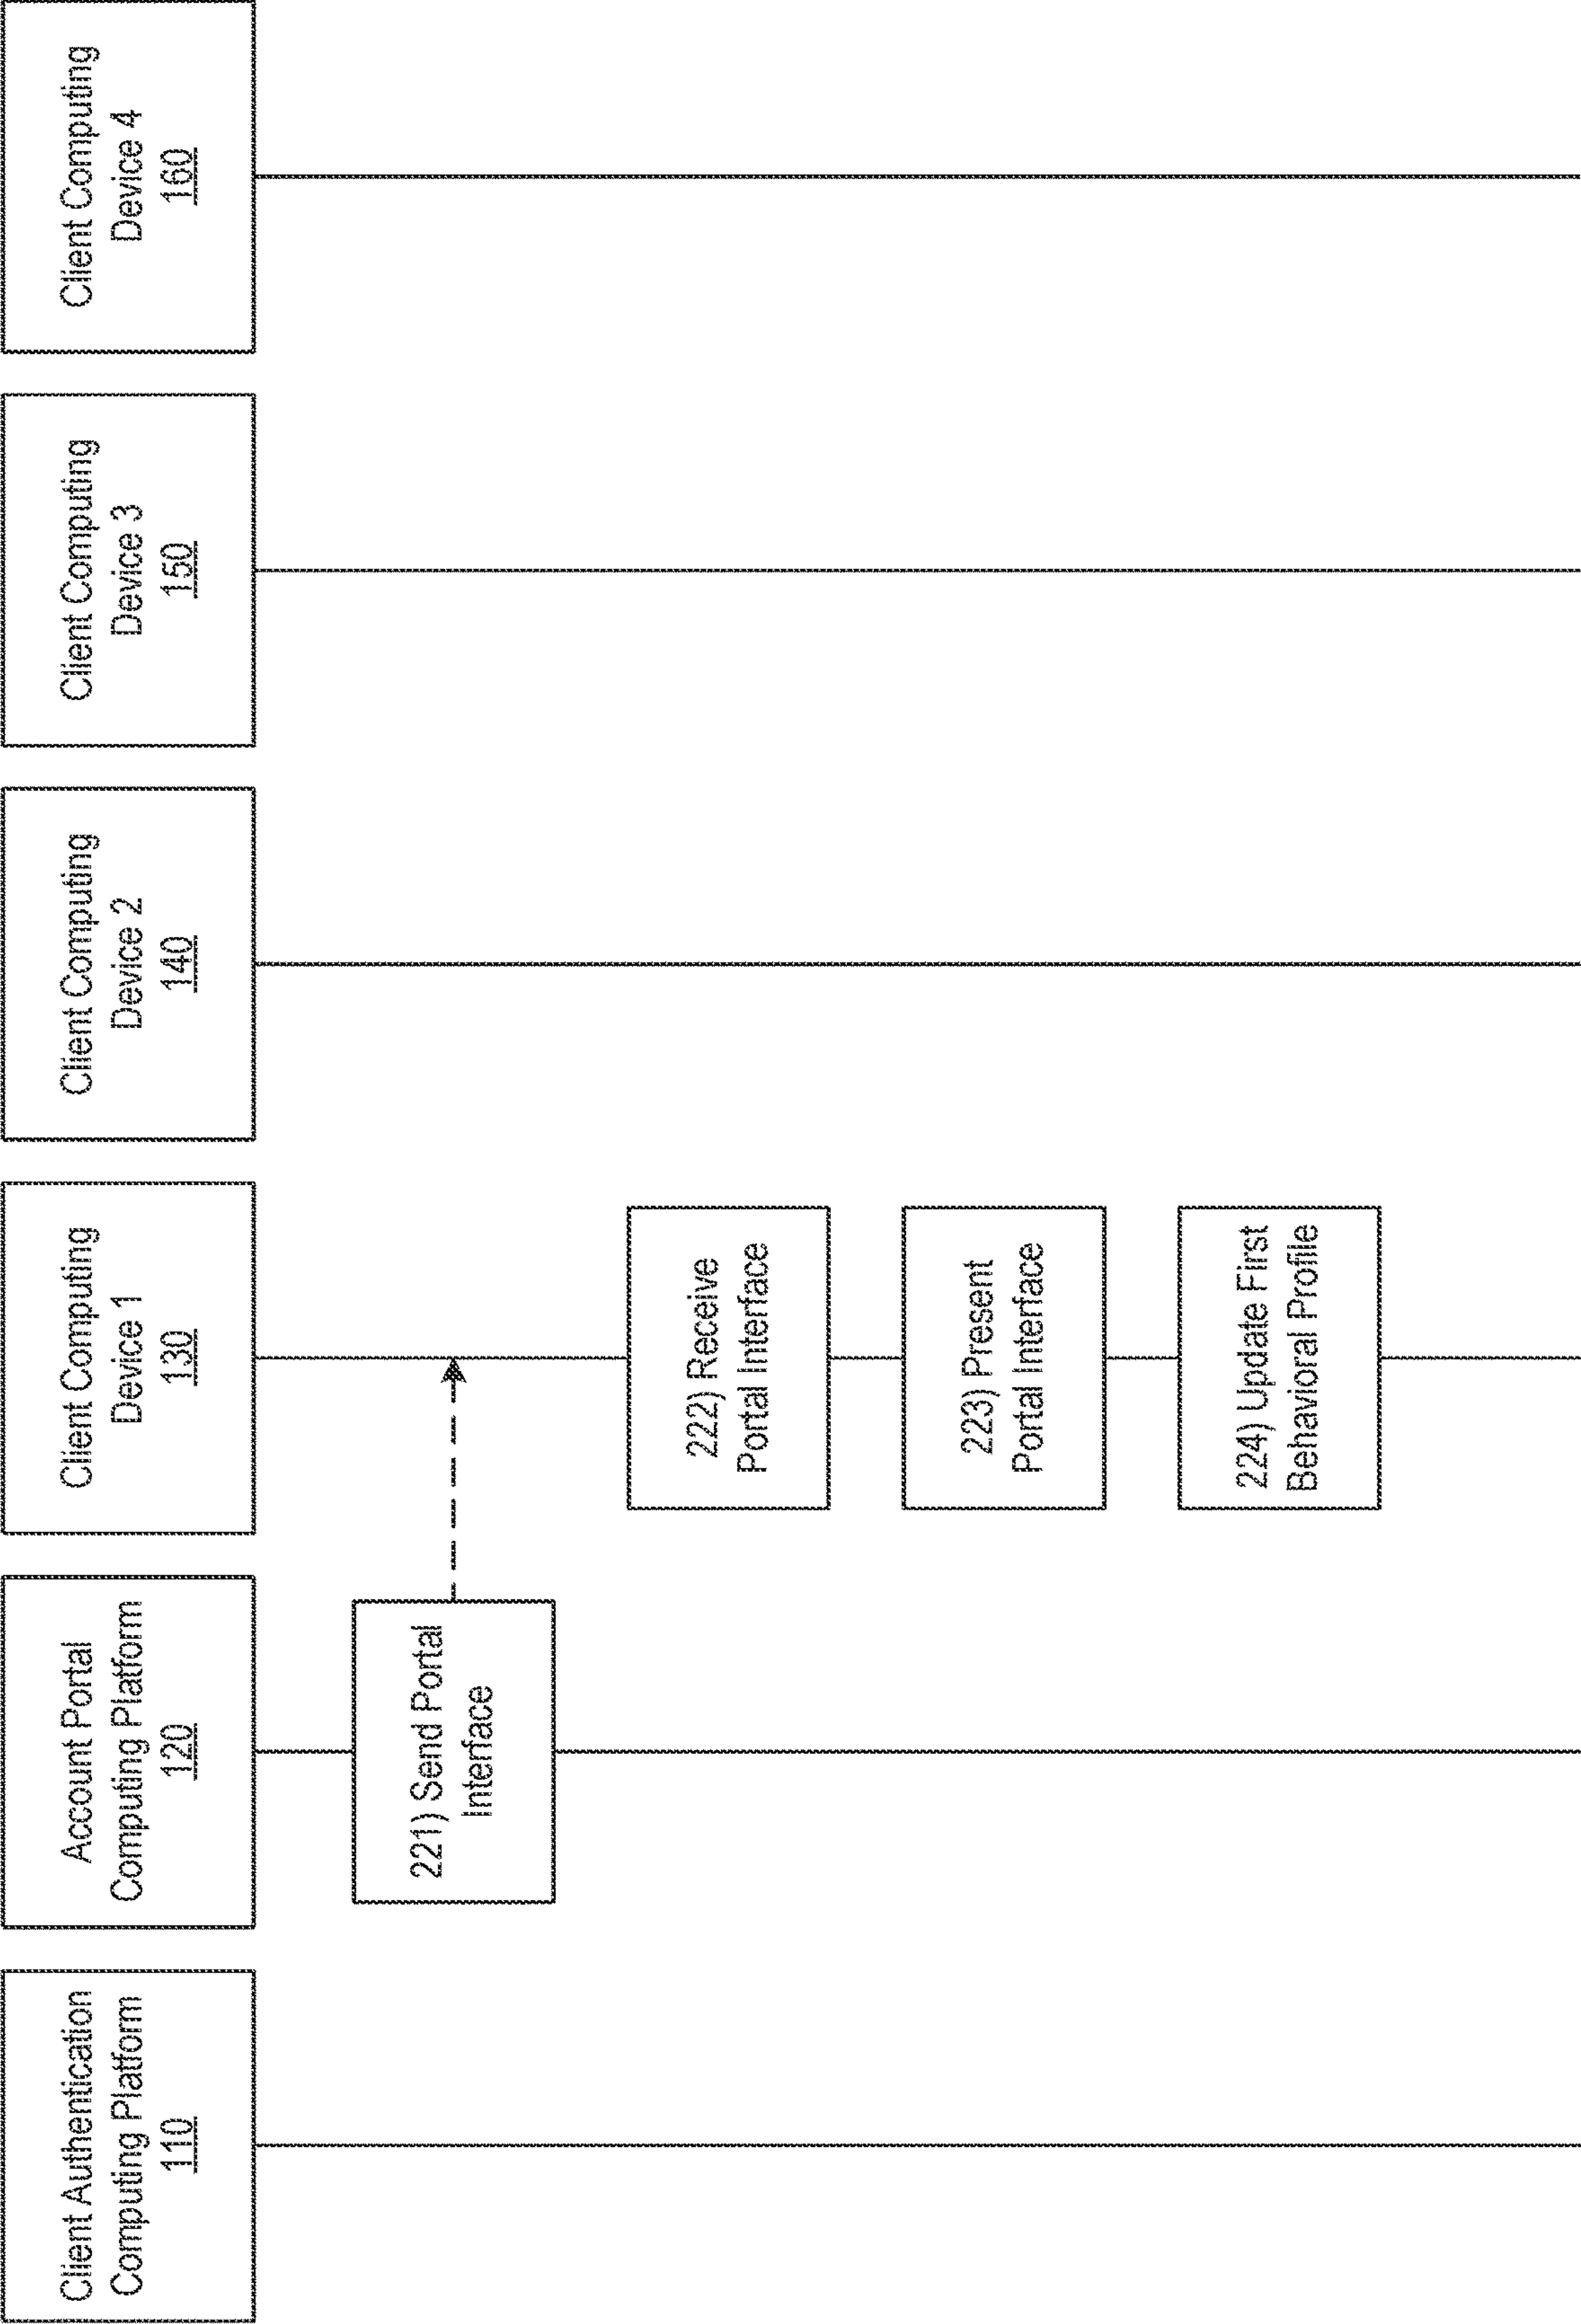 Client Authentication
Computing Platform
110
Account Portal
Computing Platform
120
Client Computing
Device 1
130
Client Computing
Device 2
140
Client Computing
Device 3
150
Client Computing
Device 4
160
221) Send Portal
Interface
222) Receive
Portal Interface
223) Present
Portal Interface
224) Update First
Behavioral Profile